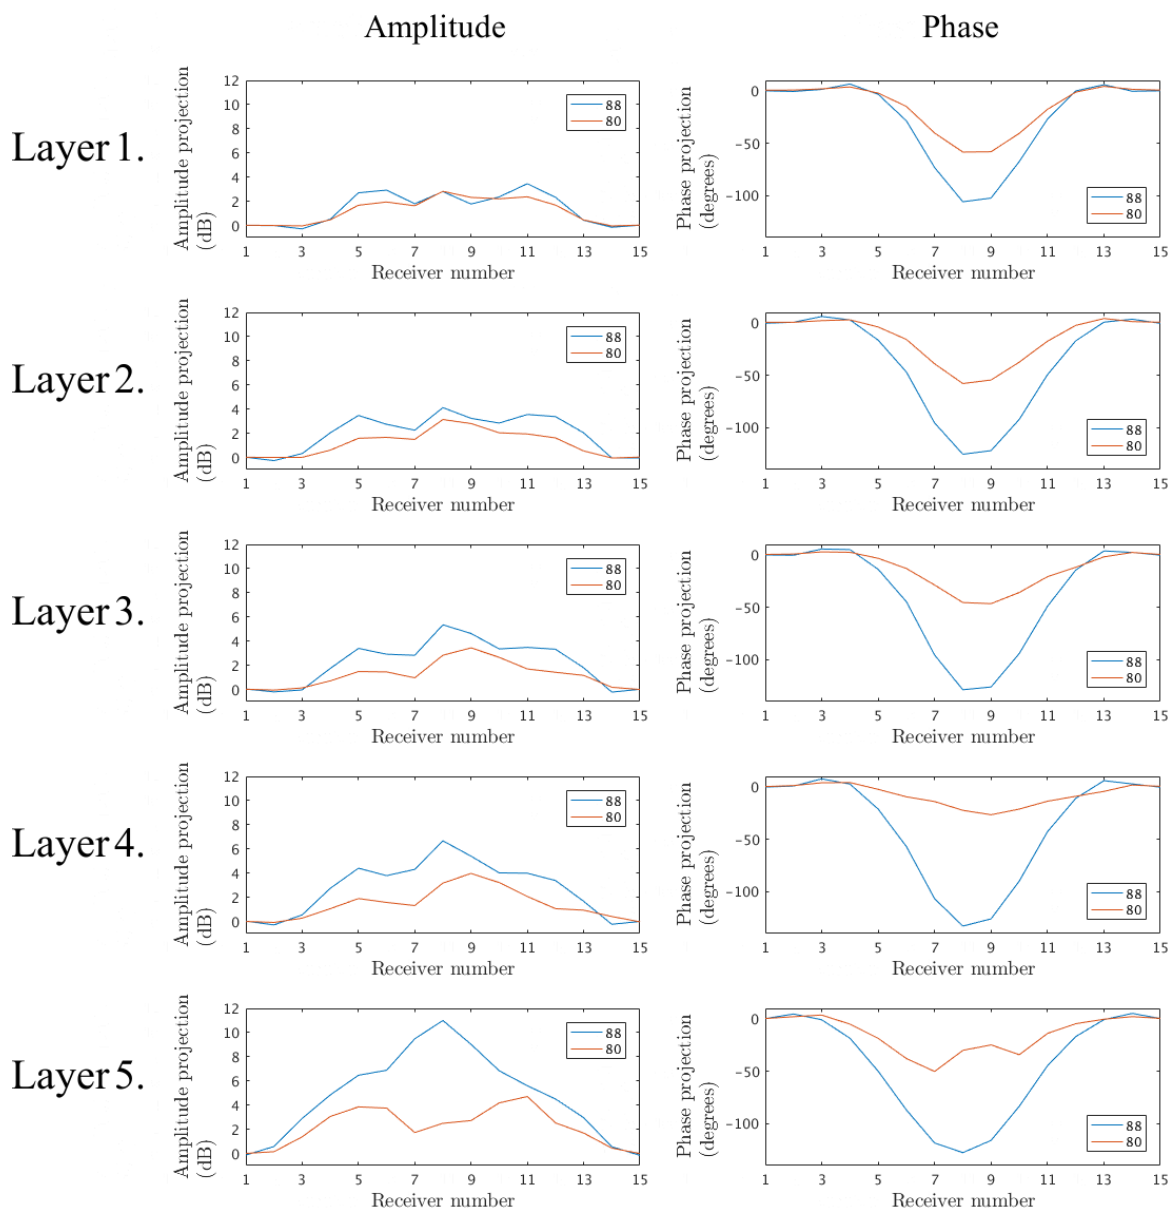 Amplitude
Phase
Layer 1.
Amplitude projection
(dB)
12
10
8
6
4
2
0
1 3 5 7 9 11 13 15
Receiver number
88
80
Phase projection
(degrees)
0
-50
-100
1 3 5 7 9 11 13 15
Receiver number
88
80
Layer 2.
Amplitude projection
(dB)
12
10
8
6
4
2
0
1 3 5 7 9 11 13 15
Receiver number
88
80
Phase projection
(degrees)
0
-50
-100
1 3 5 7 9 11 13 15
Receiver number
88
80
Layer 3.
Amplitude projection
(dB)
12
10
8
6
4
2
0
1 3 5 7 9 11 13 15
Receiver number
88
80
Phase projection
(degrees)
0
-50
-100
1 3 5 7 9 11 13 15
Receiver number
88
80
Layer 4.
Amplitude projection
(dB)
12
10
8
6
4
2
0
1 3 5 7 9 11 13 15
Receiver number
88
80
Phase projection
(degrees)
0
-50
-100
1 3 5 7 9 11 13 15
Receiver number
88
80
Layer 5.
Amplitude projection
(dB)
12
10
8
6
4
2
0
1 3 5 7 9 11 13 15
Receiver number
88
80
Phase projection
(degrees)
0
-50
-100
1 3 5 7 9 11 13 15
Receiver number
88
80